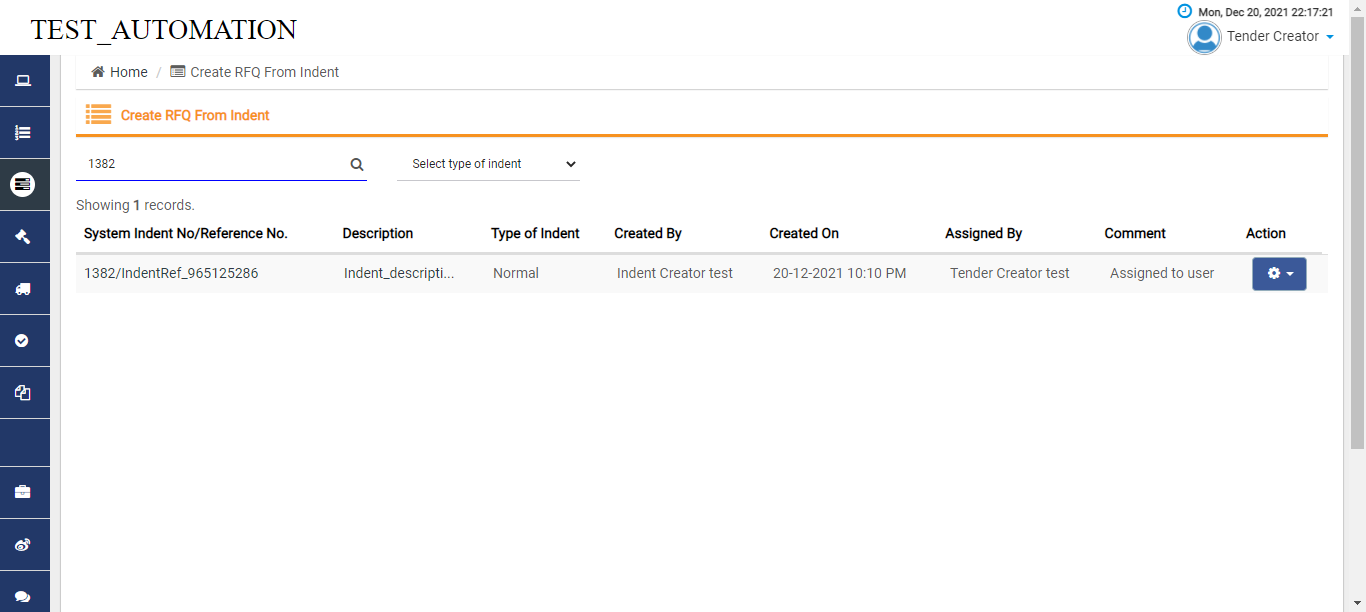 TEST_AUTOMATION
Mon, Dec 20, 2021 22:17:21
Tender Creator
Home / Create RFQ From Indent
Create RFQ From Indent
1382
Select type of indent
Showing 1 records.
System Indent No/Reference No. Description Type of Indent Created By Created On Assigned By Comment Action
1382/IndentRef_965125286 Indent_descripti... Normal Indent Creator test 20-12-2021 10:10 PM Tender Creator test Assigned to user